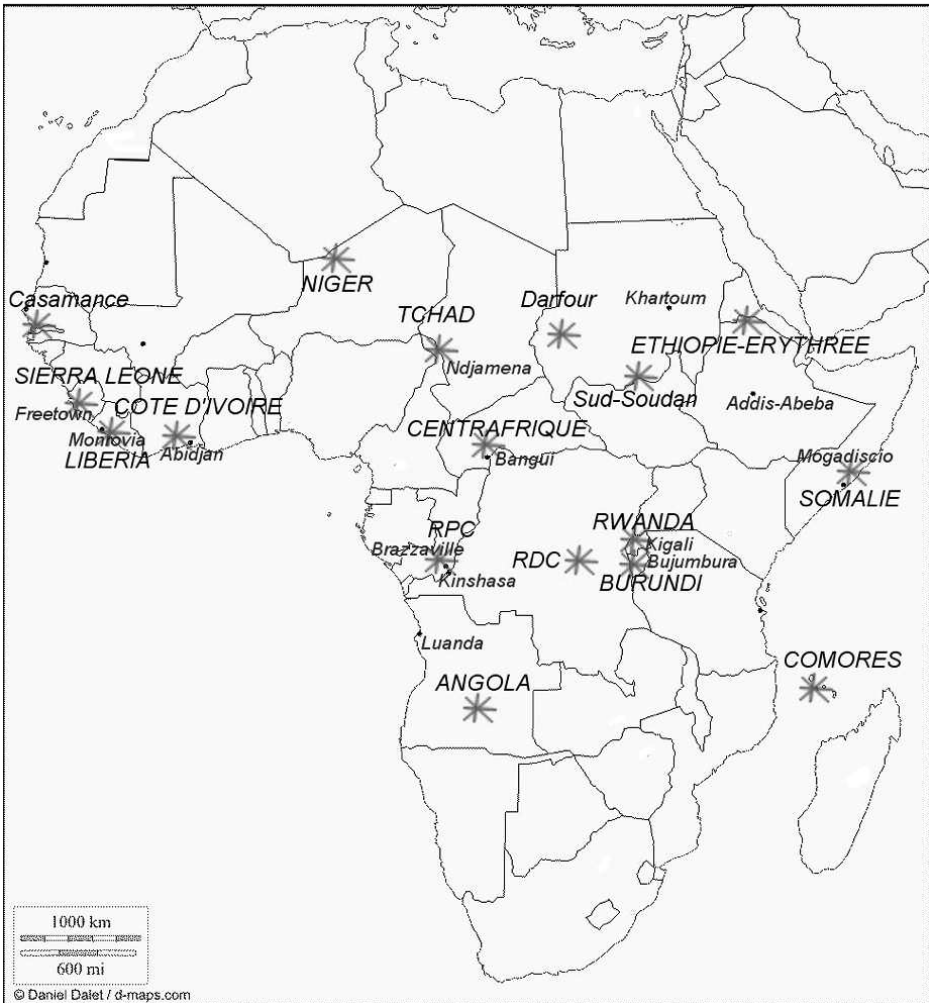 NIGER
Casamance
TCHAD
Darfour
Khartoum
ETHIOPIE-ERYTHREE
Ndjamena
SIERRA LEONE
Sud-Soudan
Addis-Abeba
Freetown
COTE D'IVOIRE
CENTRAFRIQUE
Monrovia
Abidjan
LIBERIA
Bangui
Mogadiscio
SOMALIE
RPC
RWANDA
Brazzaville
Kigali
RDC
Bujumbura
Kinshasa
BURUNDI
Luanda
COMORES
ANGOLA
1000 km
600 mi
© Daniel Dalet / d-maps.com